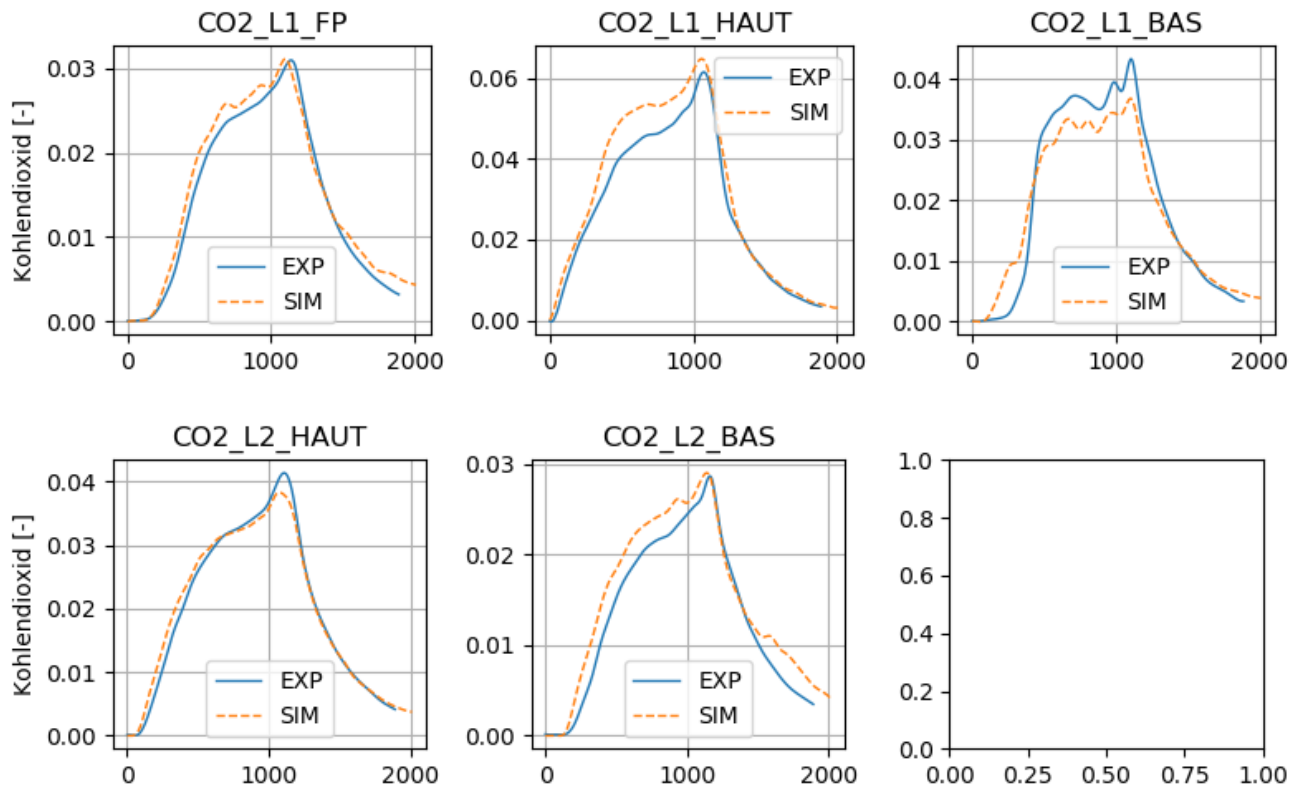 CO2_L1_FP
CO2_L1_HAUT
CO2_L1_BAS
Kohlendioxid [-]
0.03
0.02
0.01
0.00
0
1000
2000
EXP
SIM
0.06
0.04
0.02
0.00
0
1000
2000
EXP
SIM
0.04
0.03
0.02
0.01
0.00
0
1000
2000
EXP
SIM
CO2_L2_HAUT
CO2_L2_BAS
Kohlendioxid [-]
0.04
0.03
0.02
0.01
0.00
0
1000
2000
EXP
SIM
0.03
0.02
0.01
0.00
0
1000
2000
EXP
SIM
1.0
0.8
0.6
0.4
0.2
0.0
0.00
0.25
0.50
0.75
1.00